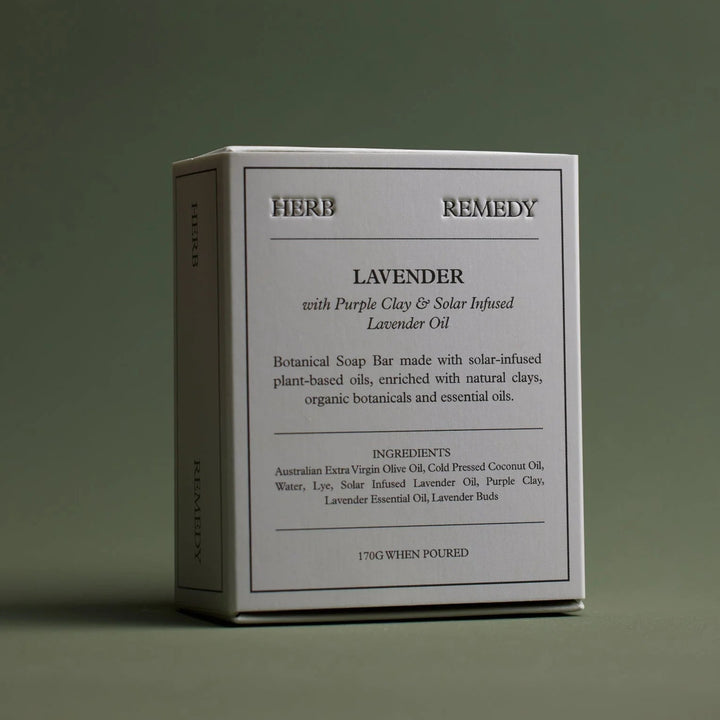 HERB REMEDY
LAVENDER
with Purple Clay & Solar Infused
Lavender Oil
Botanical Soap Bar made with solar-infused
plant-based oils, enriched with natural clays,
organic botanicals and essential oils.
INGREDIENTS
Australian Extra Virgin Olive Oil, Cold Pressed Coconut Oil,
Water, Lye, Solar Infused Lavender Oil, Purple Clay,
Lavender Essential Oil, Lavender Buds
170G WHEN POURED
HERB
REMEDY